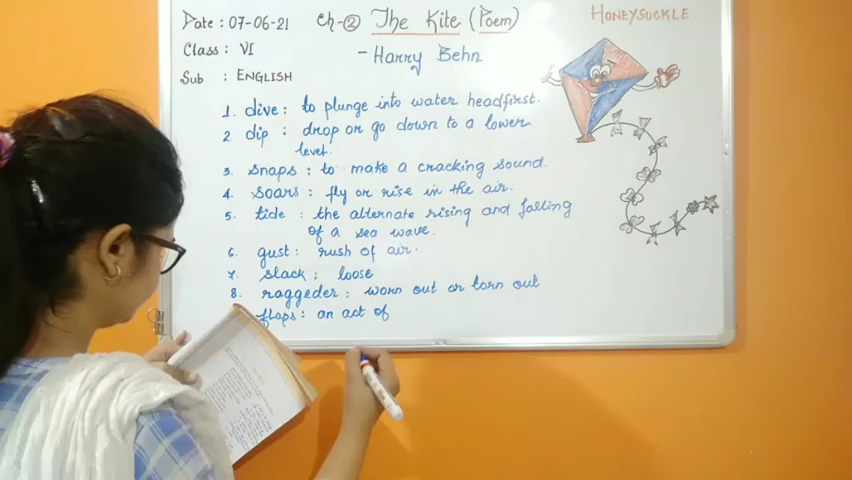 Date : 07-06-21 Ch-② The Kite (Poem) HONEYSUCKLE
Class : VI - Harry Behn
Sub : ENGLISH
1. dive : to plunge into water headfirst.
2 dip : drop or go down to a lower
level.
3. snaps : to make a cracking sound.
4. soars : fly or rise in the air.
5. tide : the alternate rising and falling
of a sea wave.
6. gust : rush of air.
7. slack : loose
8. raggeder : worn out or torn out
flaps : an act of